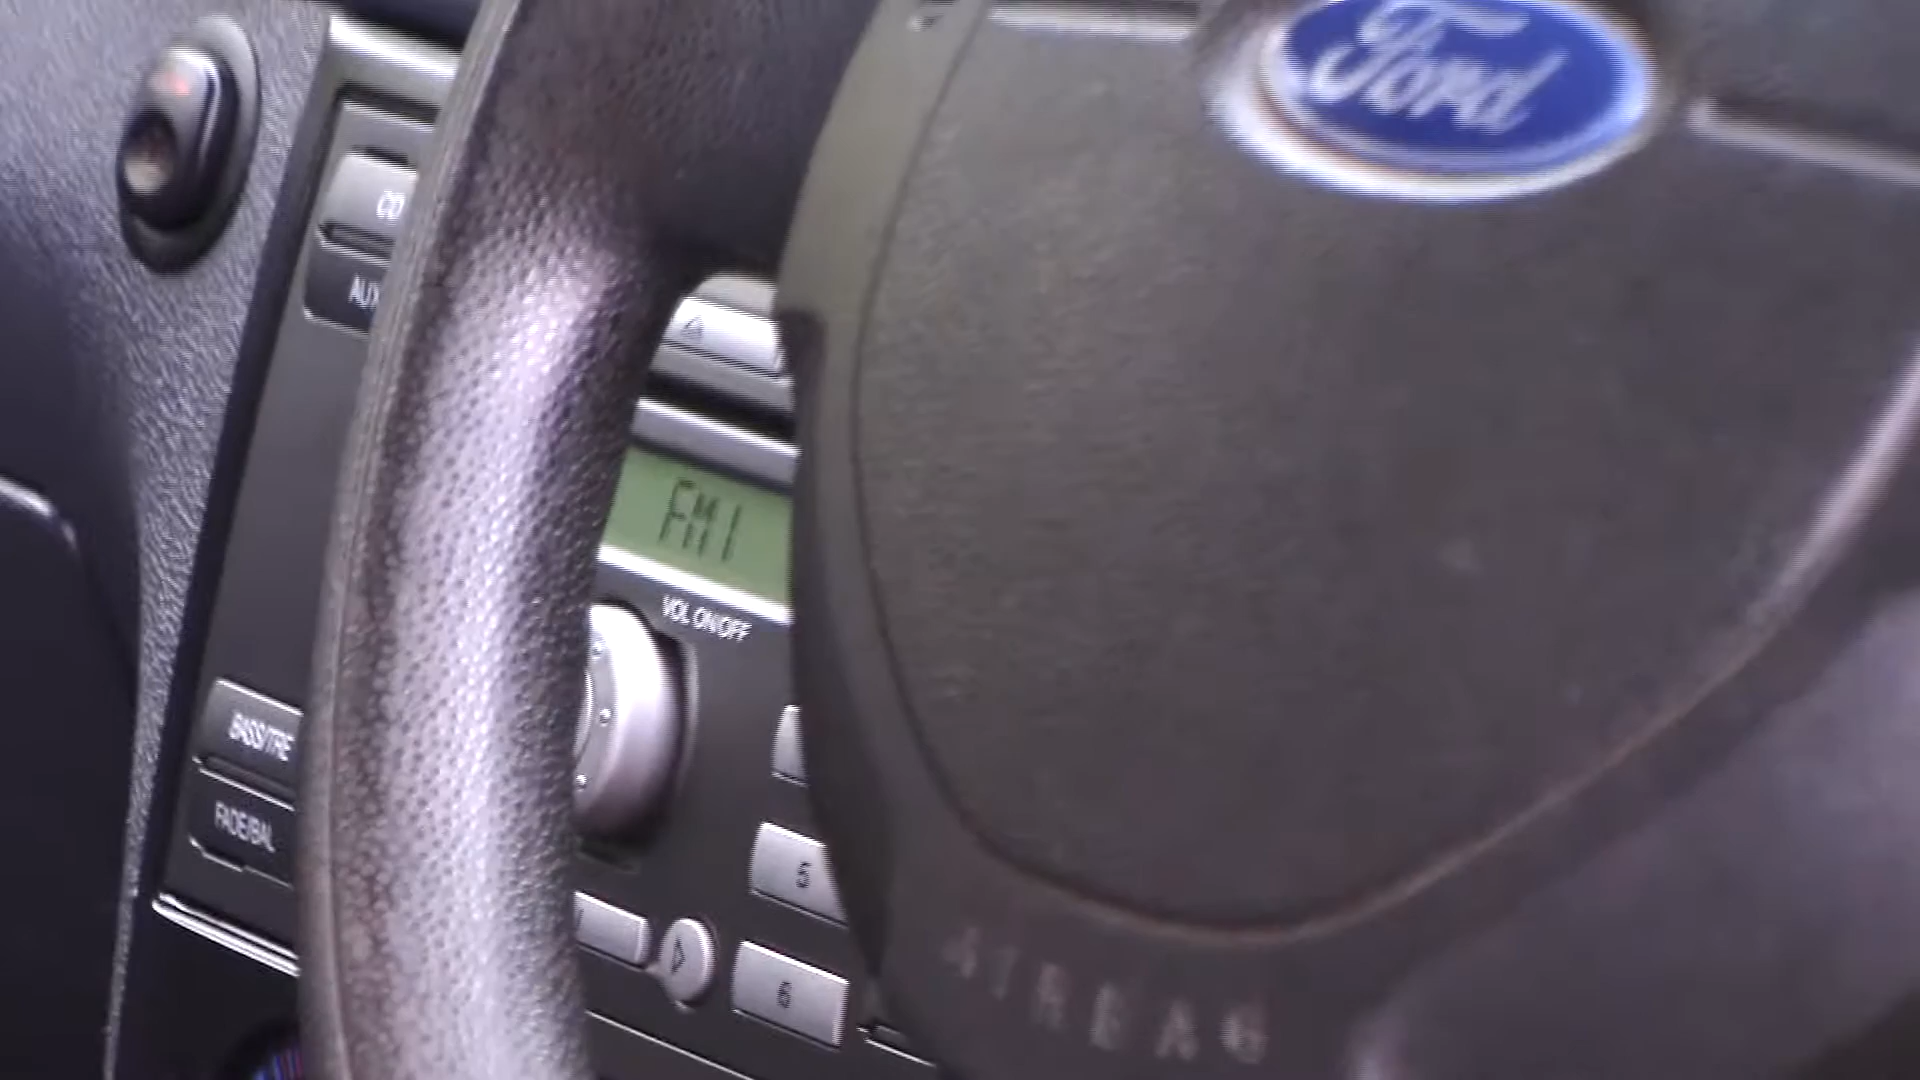 Ford
CD
AUX
FM1
VOL ON/OFF
BASS/TRE
FADE/BAL
5
6
AIRBAG